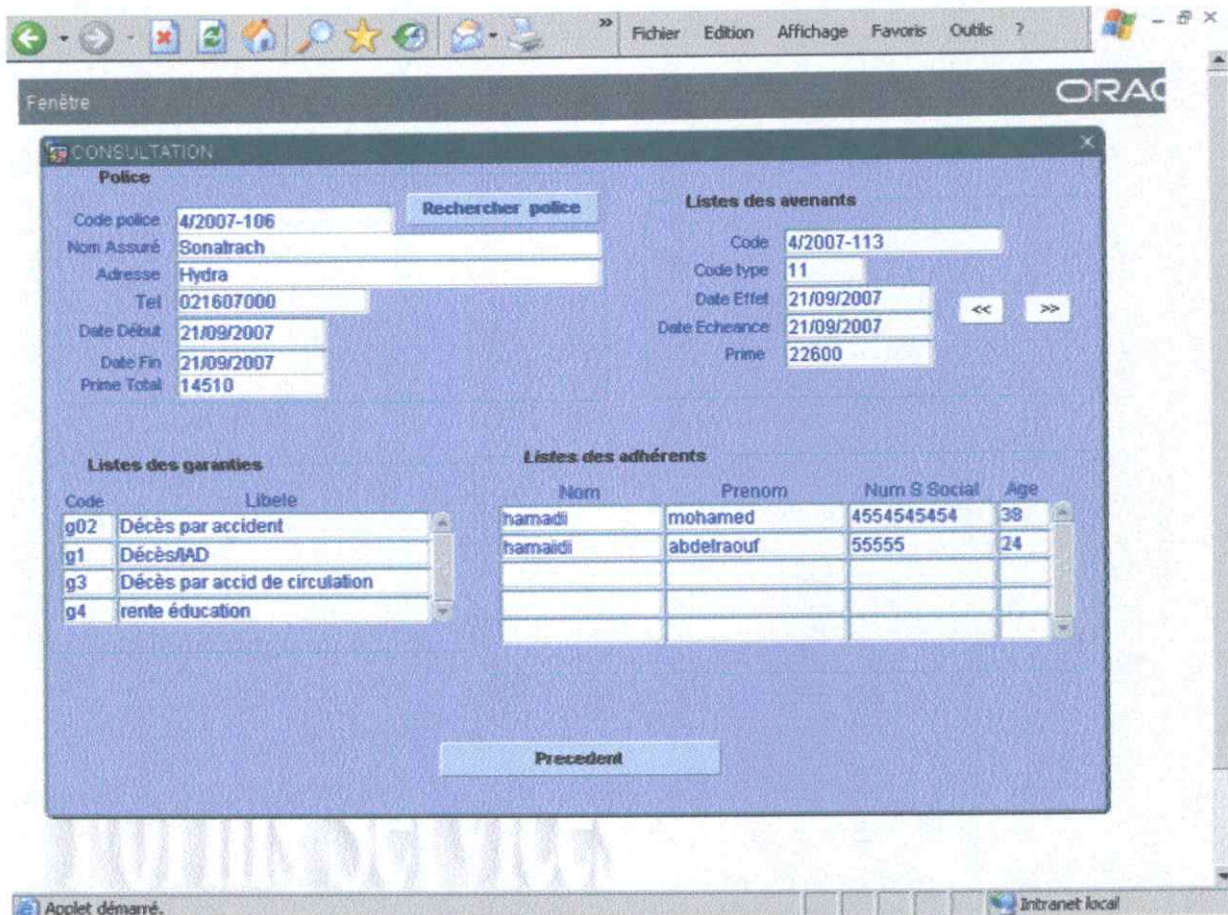 » Fichier Edition Affichage Favoris Outils ?
Fenêtre ORAC
CONSULTATION
Police
Rechercher police
Code police 4/2007-106
Nom Assuré Sonatrach
Adresse Hydra
Tel 021607000
Date Début 21/09/2007
Date Fin 21/09/2007
Prime Total 14510
Listes des avenants
Code 4/2007-113
Code type 11
Date Effet 21/09/2007
Date Echeance 21/09/2007
Prime 22600
<< >>
Listes des garanties
Code Libele
g02 Décès par accident
g1 Décès/IAD
g3 Décès par accid de circulation
g4 rente éducation
Listes des adhérents
Nom Prenom Num S Social Age
hamadi mohamed 4554545454 38
hamaidi abdelraouf 55555 24
Precedent
Forms Services
Applet démarré. Intranet local